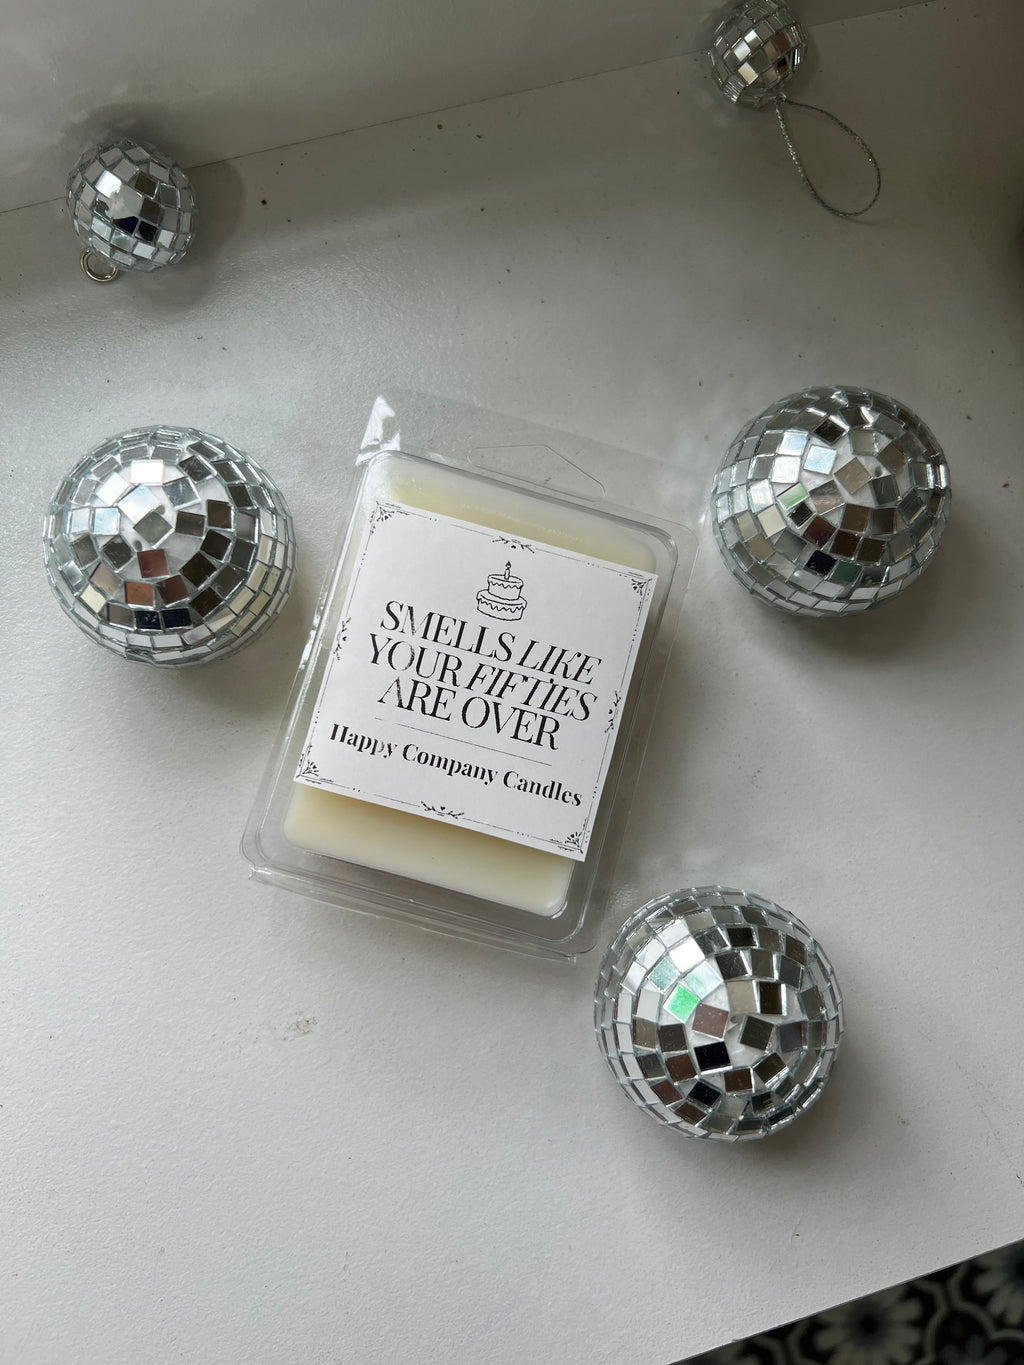 SMELLS LIKE
YOUR FIFTIES
ARE OVER
Happy Company Candles